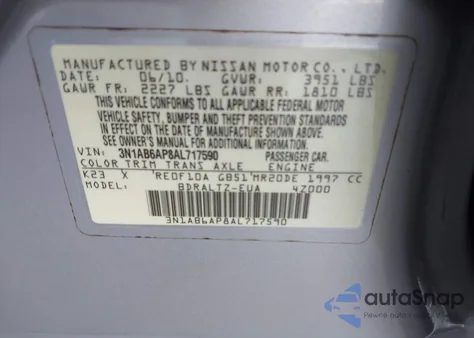 MANUFACTURED BY NISSAN MOTOR CO., LTD.
DATE: 06/10. GVWR: 3951 LBS
GAWR FR: 2227 LBS GAWR RR: 1810 LBS
THIS VEHICLE CONFORMS TO ALL APPLICABLE FEDERAL MOTOR
VEHICLE SAFETY, BUMPER AND THEFT PREVENTION STANDARDS
IN EFFECT ON THE DATE OF MANUFACTURE SHOWN ABOVE.
SEE OWNER'S MANUAL FOR ADDITIONAL INFORMATION
VIN: 3N1AB6AP8AL717590 PASSENGER CAR.
COLOR TRIM TRANS AXLE ENGINE
K23 X RE0F10A GB51 MR20DE 1997 CC
MODEL: BDRALTZ-EUA 4Z000
3N1AB6AP8AL717590
autoSnap
Pewne auto